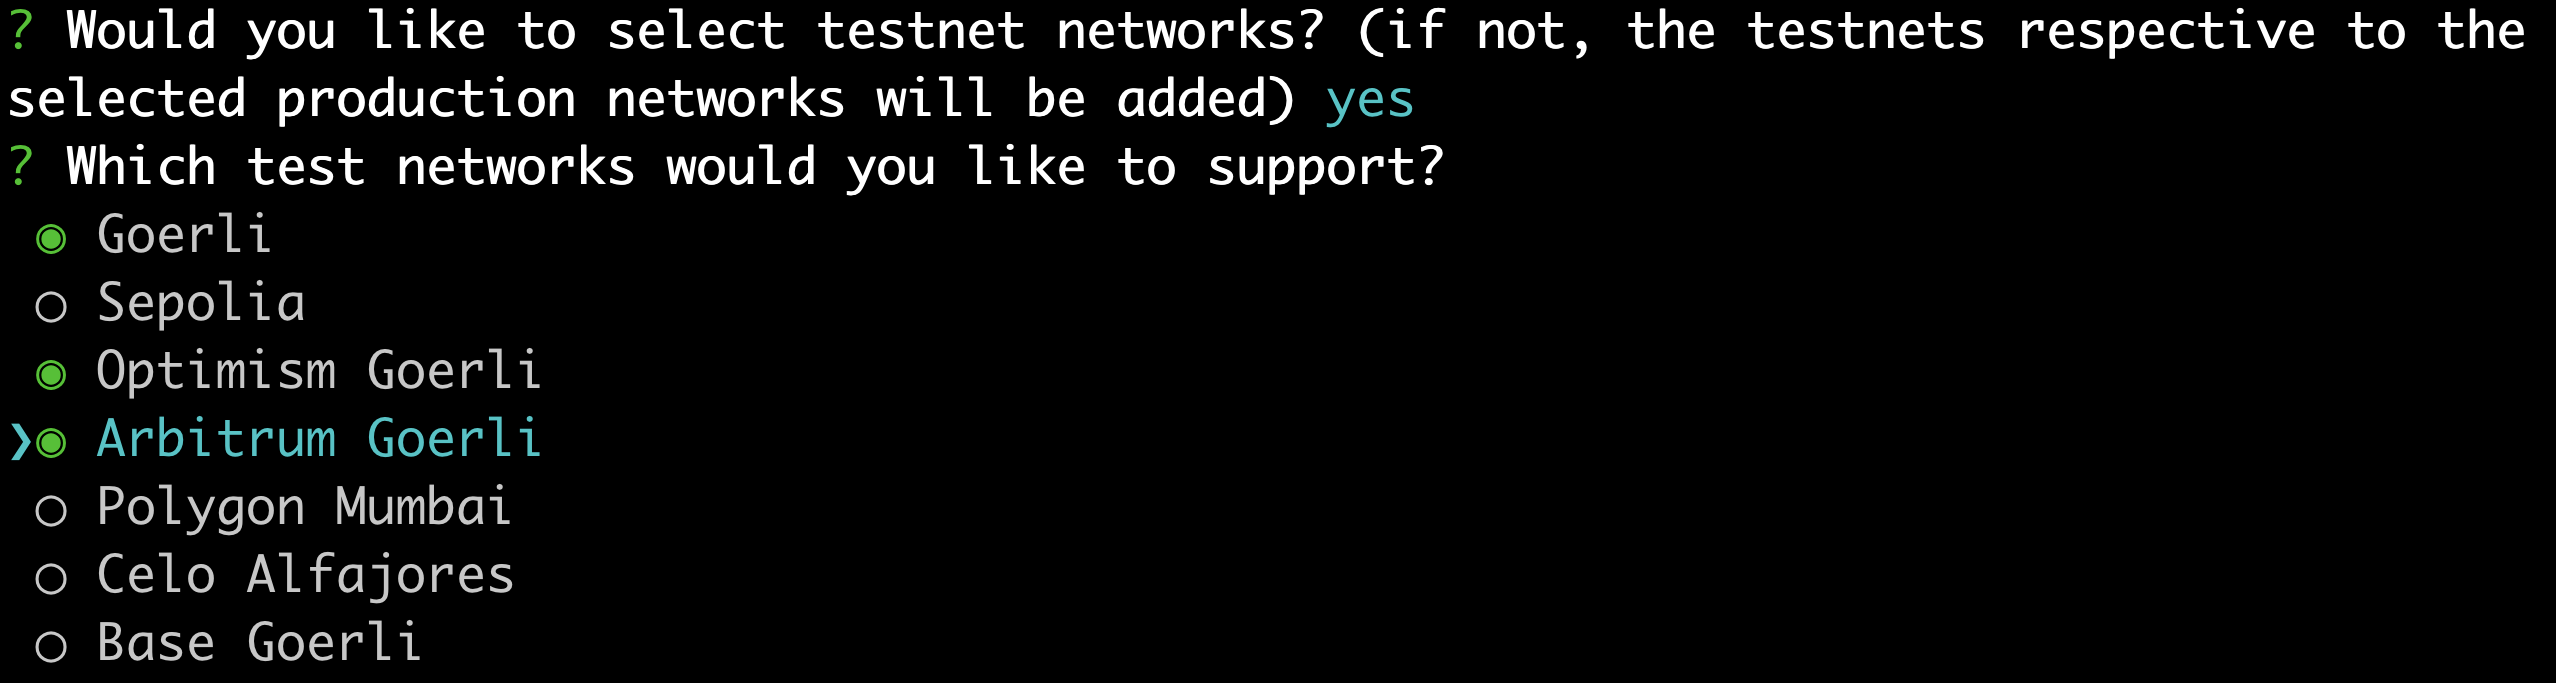 ? Would you like to select testnet networks? (if not, the testnets respective to the
selected production networks will be added) yes
? Which test networks would you like to support?
◉ Goerli
◯ Sepolia
◉ Optimism Goerli
❯◉ Arbitrum Goerli
◯ Polygon Mumbai
◯ Celo Alfajores
◯ Base Goerli